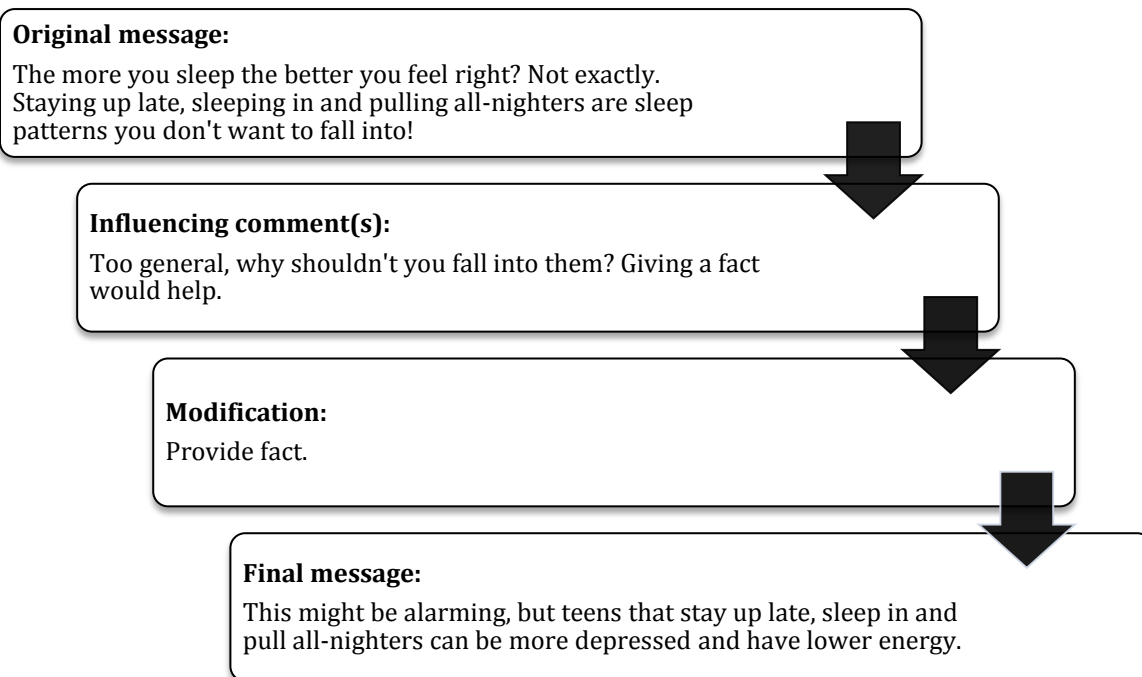 Original message:
The more you sleep the better you feel right? Not exactly.
Staying up late, sleeping in and pulling all-nighters are sleep
patterns you don't want to fall into!
Influencing comment(s):
Too general, why shouldn't you fall into them? Giving a fact
would help.
Modification:
Provide fact.
Final message:
This might be alarming, but teens that stay up late, sleep in and
pull all-nighters can be more depressed and have lower energy.